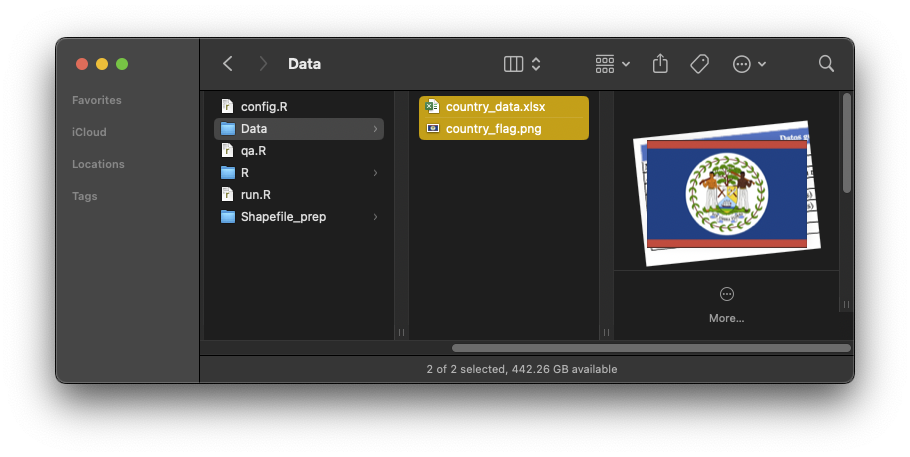 Data
Favorites
iCloud
Locations
Tags
config.R
Data
qa.R
R
run.R
Shapefile_prep
country_data.xlsx
country_flag.png
Datos
More...
2 of 2 selected, 442.26 GB available